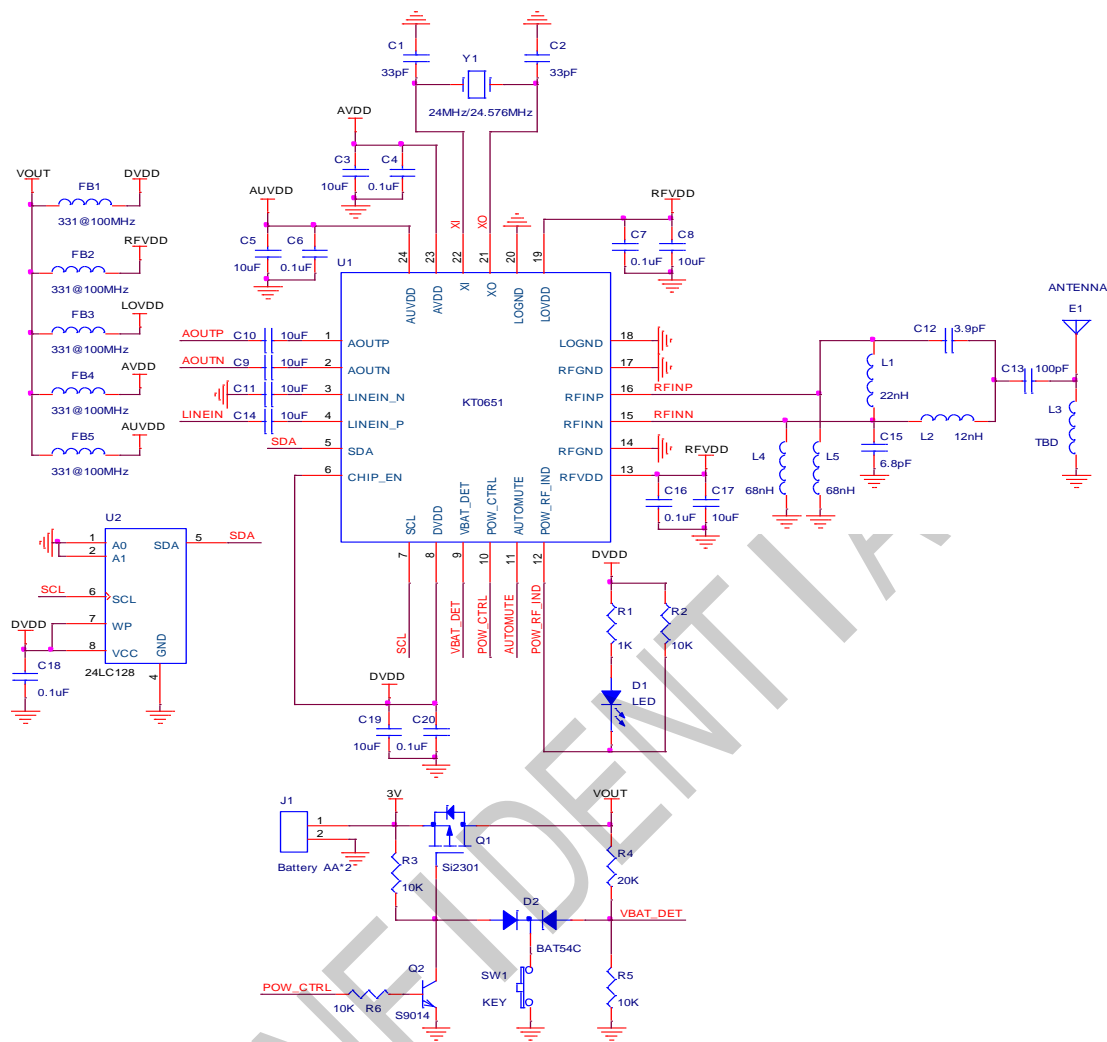 C1
33pF
C2
33pF
Y1
24MHz/24.576MHz
AVDD
C3
10uF
C4
0.1uF
VOUT
FB1
DVDD
331@100MHz
FB2
RFVDD
331@100MHz
FB3
LOVDD
331@100MHz
FB4
AVDD
331@100MHz
FB5
AUVDD
331@100MHz
AUVDD
C5
10uF
C6
0.1uF
XI
XO
RFVDD
C7
0.1uF
C8
10uF
U1
24
23
22
21
20
19
AUVDD
AVDD
XI
XO
LOGND
LOVDD
AOUTP C10 10uF 1 AOUTP
AOUTN C9 10uF 2 AOUTN
C11 10uF 3 LINEIN_N
LINEIN C14 10uF 4 LINEIN_P
SDA 5 SDA
6 CHIP_EN
KT0651
LOGND 18
RFGND 17
RFINP 16 RFINP
RFINN 15 RFINN
RFGND 14
RFVDD 13
SCL
DVDD
VBAT_DET
POW_CTRL
AUTOMUTE
POW_RF_IND
7
8
9
10
11
12
SCL
VBAT_DET
POW_CTRL
AUTOMUTE
POW_RF_IND
ANTENNA
E1
C12 3.9pF
C13 100pF
L1
22nH
L2 12nH
L3
TBD
C15
6.8pF
L4
68nH
L5
68nH
RFVDD
C16
0.1uF
C17
10uF
U2
1 A0
2 A1
SDA 5 SDA
SCL 6 SCL
DVDD
7 WP
8 VCC
GND
4
24LC128
C18
0.1uF
DVDD
C19
10uF
C20
0.1uF
DVDD
R1
1K
R2
10K
D1
LED
J1
1
2
Battery AA*2
3V
Q1
Si2301
R3
10K
VOUT
R4
20K
D2
BAT54C
VBAT_DET
SW1
KEY
R5
10K
Q2
S9014
POW_CTRL
10K R6
NFIDENTIA